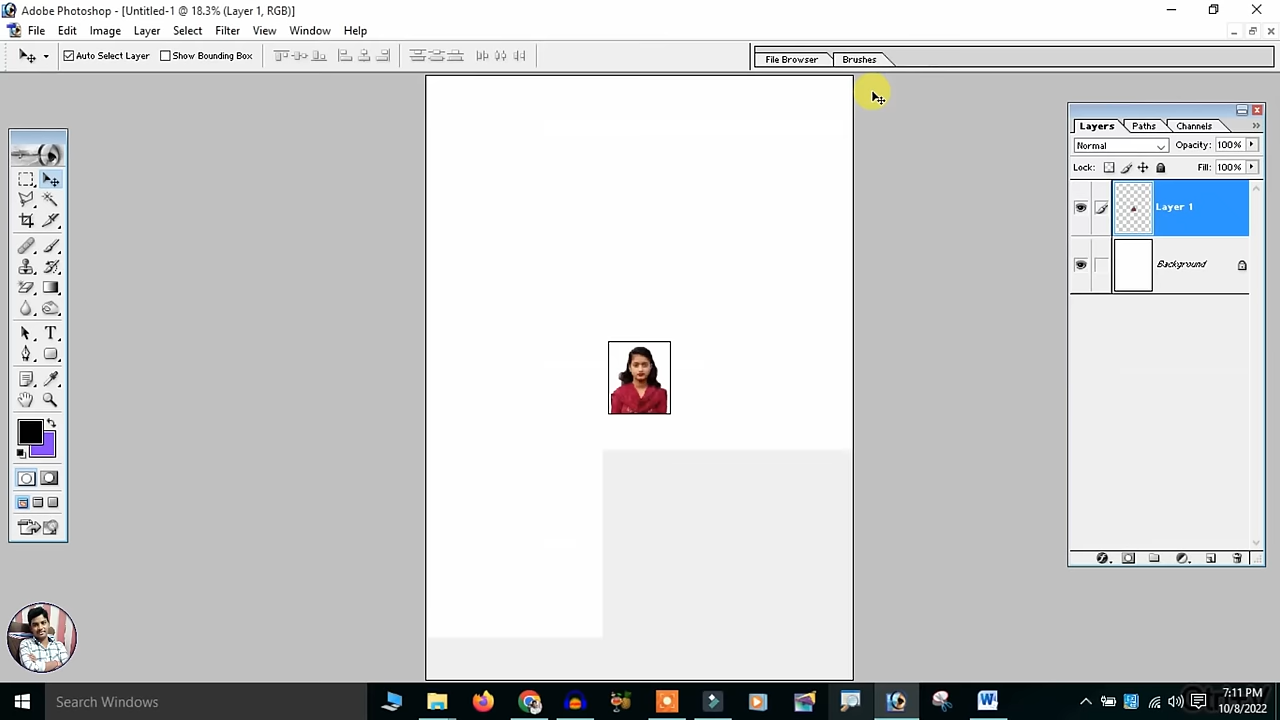 Adobe Photoshop - [Untitled-1 @ 18.3% (Layer 1, RGB)]
File Edit Image Layer Select Filter View Window Help
Auto Select Layer Show Bounding Box
File Browser Brushes
Layers Paths Channels
Normal Opacity: 100%
Lock: Fill: 100%
Layer 1
Background
T
Search Windows
W
7:11 PM
10/8/2022